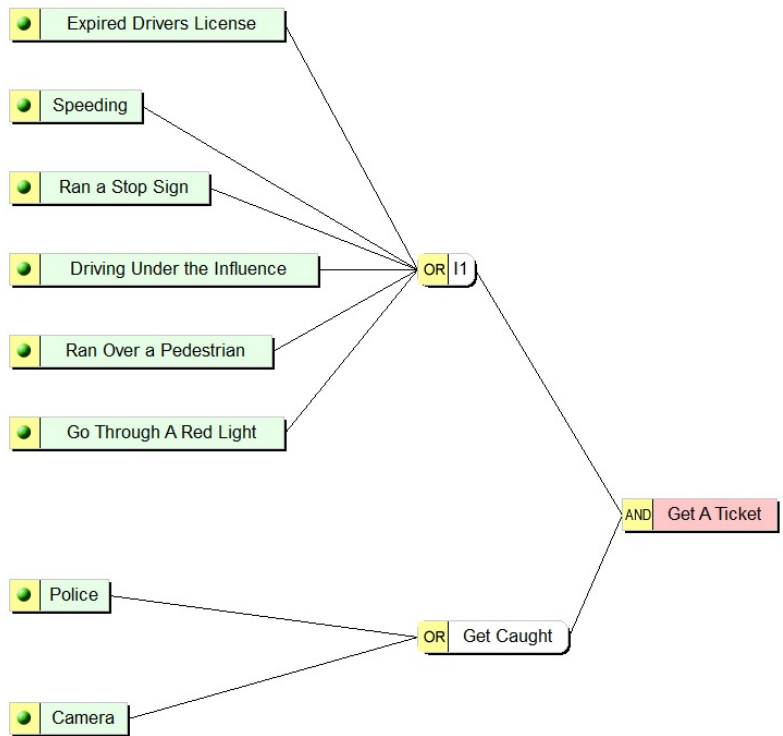 Expired Drivers License
Speeding
Ran a Stop Sign
Driving Under the Influence
OR I1
Ran Over a Pedestrian
Go Through A Red Light
AND Get A Ticket
Police
OR Get Caught
Camera